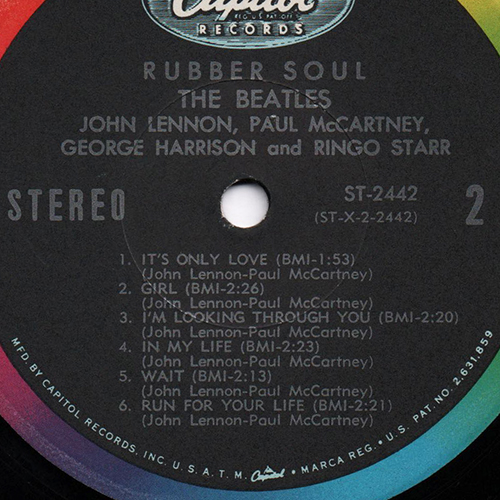 Capitol
RECORDS
RUBBER SOUL
THE BEATLES
JOHN LENNON, PAUL McCARTNEY,
GEORGE HARRISON and RINGO STARR
STEREO
ST-2442
(ST-X-2-2442)
2
1. IT'S ONLY LOVE (BMI-1:53)
(John Lennon-Paul McCartney)
2. GIRL (BMI-2:26)
(John Lennon-Paul McCartney)
3. I'M LOOKING THROUGH YOU (BMI-2:20)
(John Lennon-Paul McCartney)
4. IN MY LIFE (BMI-2:23)
(John Lennon-Paul McCartney)
5. WAIT (BMI-2:13)
(John Lennon-Paul McCartney)
6. RUN FOR YOUR LIFE (BMI-2:21)
(John Lennon-Paul McCartney)
MFD BY CAPITOL RECORDS, INC. U.S.A. T.M. Capitol • MARCA REG. • U.S. PAT. NO. 2,631,859